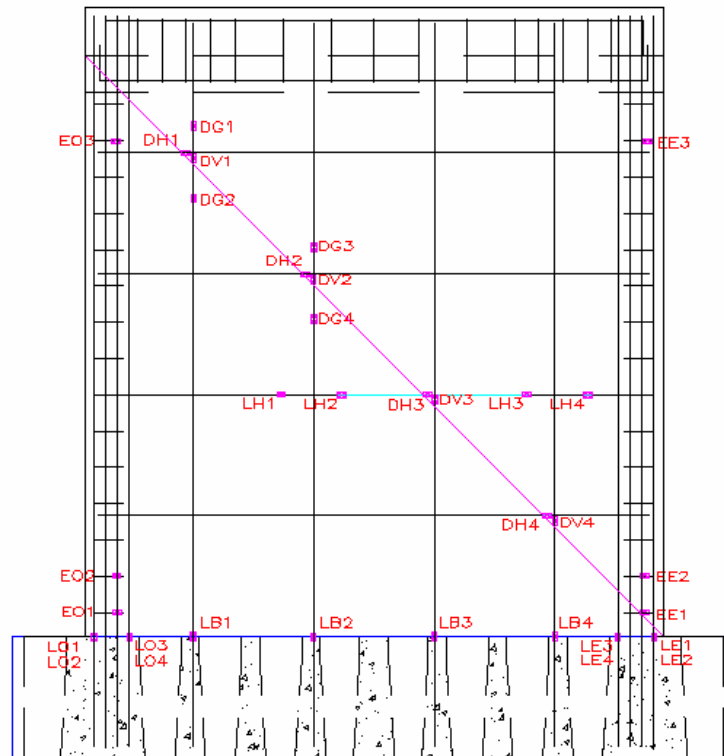 DG1
EO3 DH1 EE3
DV1
DG2
DG3
DH2
DV2
DG4
LH1 LH2 DH3 DV3 LH3 LH4
DH4 DV4
EO2 EE2
EO1 EE1
LB1 LB2 LB3 LB4
LO1 LO3 LE3 LE1
LO2 LO4 LE4 LE2